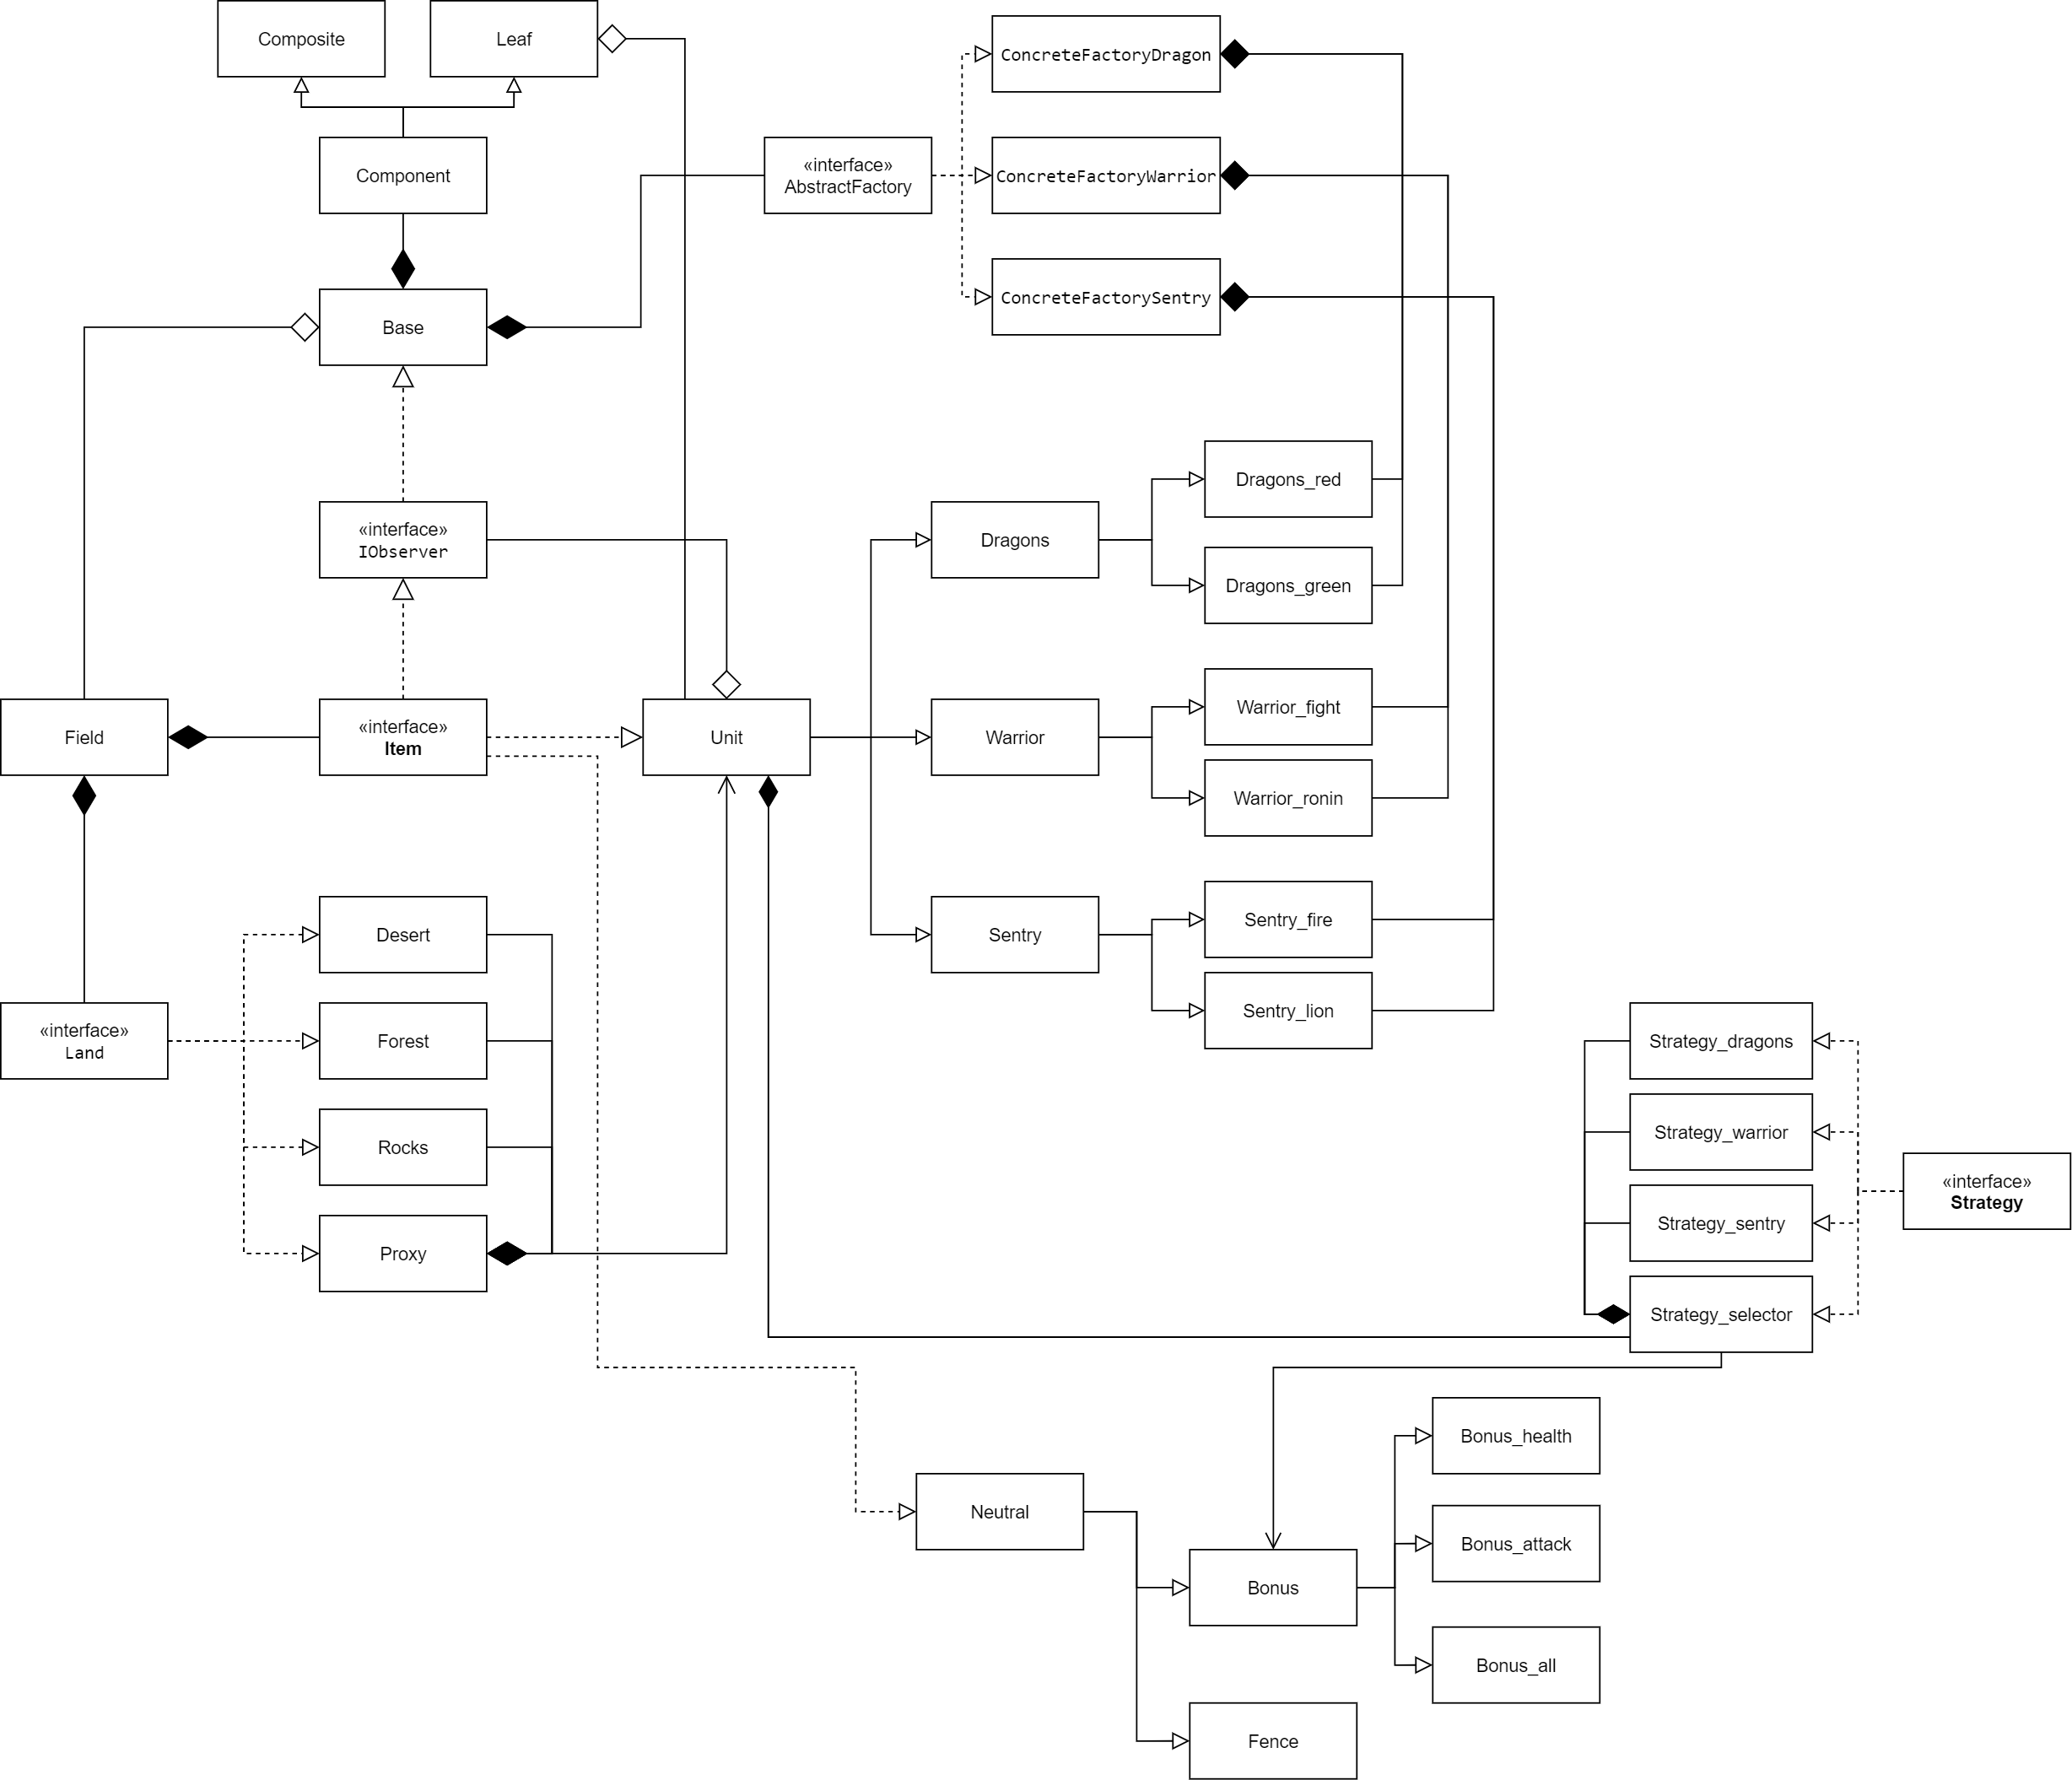 Composite
Leaf
ConcreteFactoryDragon
Component
«interface»
AbstractFactory
ConcreteFactoryWarrior
ConcreteFactorySentry
Base
Dragons_red
«interface»
IObserver
Dragons
Dragons_green
Field
«interface»
Item
Unit
Warrior
Warrior_fight
Warrior_ronin
Desert
Sentry
Sentry_fire
Sentry_lion
«interface»
Land
Forest
Strategy_dragons
Rocks
Strategy_warrior
«interface»
Strategy
Proxy
Strategy_sentry
Strategy_selector
Bonus_health
Neutral
Bonus_attack
Bonus
Bonus_all
Fence